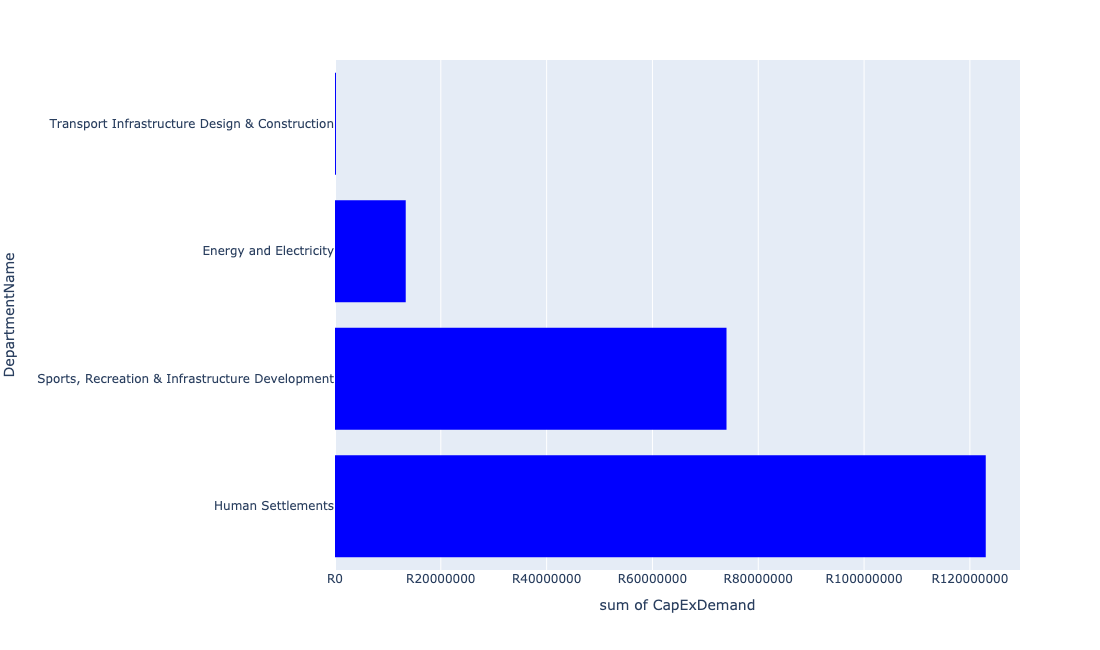 Transport Infrastructure Design & Construction
Energy and Electricity
DepartmentName
Sports, Recreation & Infrastructure Development
Human Settlements
R0
R20000000
R40000000
R60000000
R80000000
R100000000
R120000000
sum of CapExDemand